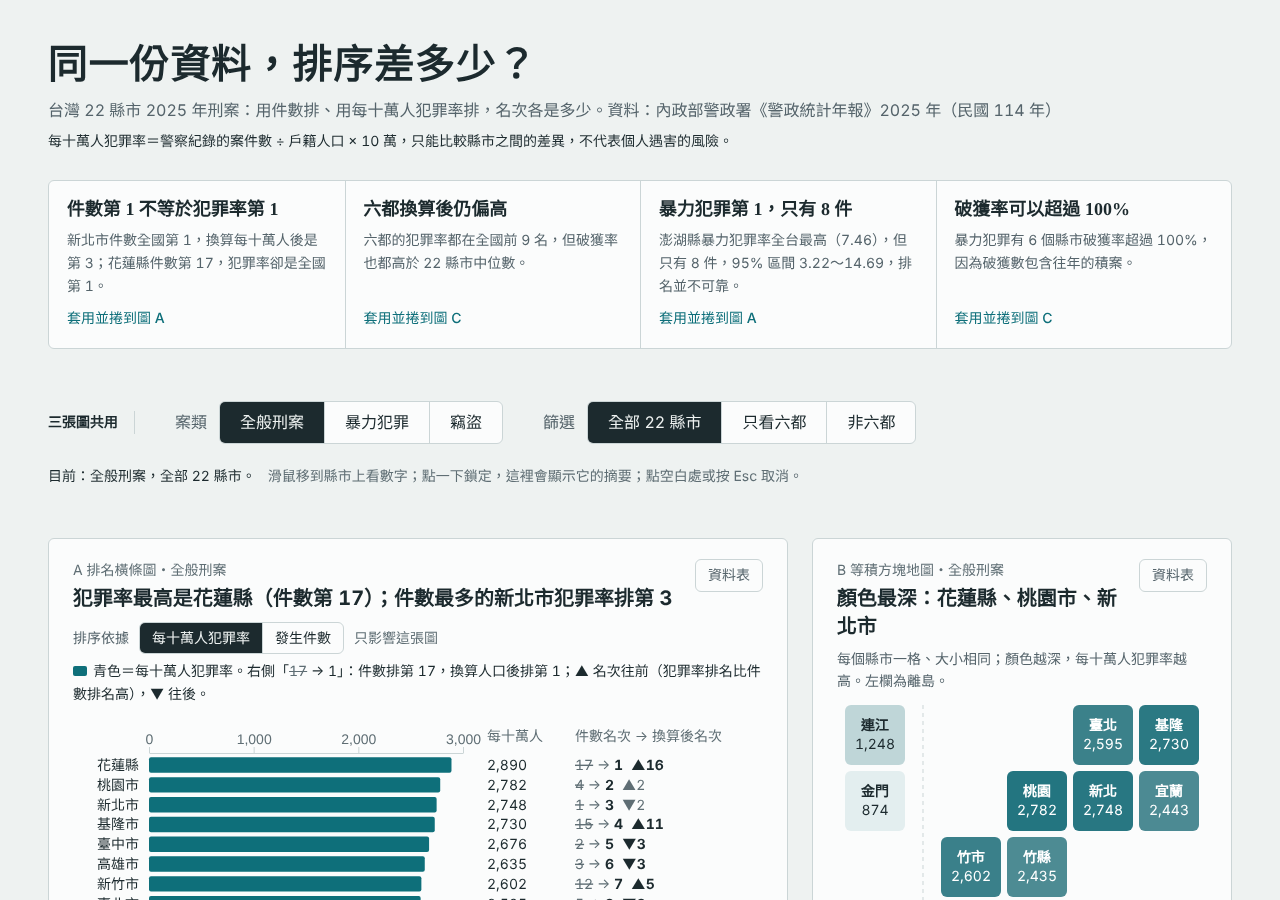 同一份資料，排序差多少？
台灣 22 縣市 2025 年刑案：用件數排、用每十萬人犯罪率排，名次各是多少。資料：內政部警政署《警政統計年報》2025 年（民國 114 年）
每十萬人犯罪率＝警察紀錄的案件數 ÷ 戶籍人口 × 10 萬，只能比較縣市之間的差異，不代表個人遇害的風險。
件數第 1 不等於犯罪率第 1
新北市件數全國第 1，換算每十萬人後是
第 3；花蓮縣件數第 17，犯罪率卻是全國
第 1。
套用並捲到圖 A
六都換算後仍偏高
六都的犯罪率都在全國前 9 名，但破獲率
也都高於 22 縣市中位數。
套用並捲到圖 C
暴力犯罪第 1，只有 8 件
澎湖縣暴力犯罪率全台最高（7.46），但
只有 8 件，95% 區間 3.22～14.69，排
名並不可靠。
套用並捲到圖 A
破獲率可以超過 100%
暴力犯罪有 6 個縣市破獲率超過 100%，
因為破獲數包含往年的積案。
套用並捲到圖 C
三張圖共用 案類 全般刑案 暴力犯罪 竊盜 篩選 全部 22 縣市 只看六都 非六都
目前：全般刑案，全部 22 縣市。 滑鼠移到縣市上看數字；點一下鎖定，這裡會顯示它的摘要；點空白處或按 Esc 取消。
A 排名橫條圖・全般刑案
資料表
犯罪率最高是花蓮縣（件數第 17）；件數最多的新北市犯罪率排第 3
排序依據 每十萬人犯罪率 發生件數 只影響這張圖
青色＝每十萬人犯罪率。右側「17 → 1」：件數排第 17，換算人口後排第 1；▲ 名次往前（犯罪率排名比件
數排名高），▼ 往後。
0 1,000 2,000 3,000 每十萬人 件數名次 → 換算後名次
花蓮縣 2,890 17 → 1 ▲16
桃園市 2,782 4 → 2 ▲2
新北市 2,748 1 → 3 ▼2
基隆市 2,730 15 → 4 ▲11
臺中市 2,676 2 → 5 ▼3
高雄市 2,635 3 → 6 ▼3
新竹市 2,602 12 → 7 ▲5
B 等積方塊地圖・全般刑案
資料表
顏色最深：花蓮縣、桃園市、新
北市
每個縣市一格、大小相同；顏色越深，每十萬人犯罪率越
高。左欄為離島。
連江 臺北 基隆
1,248 2,595 2,730
金門 桃園 新北 宜蘭
874 2,782 2,748 2,443
竹市 竹縣
2,602 2,435